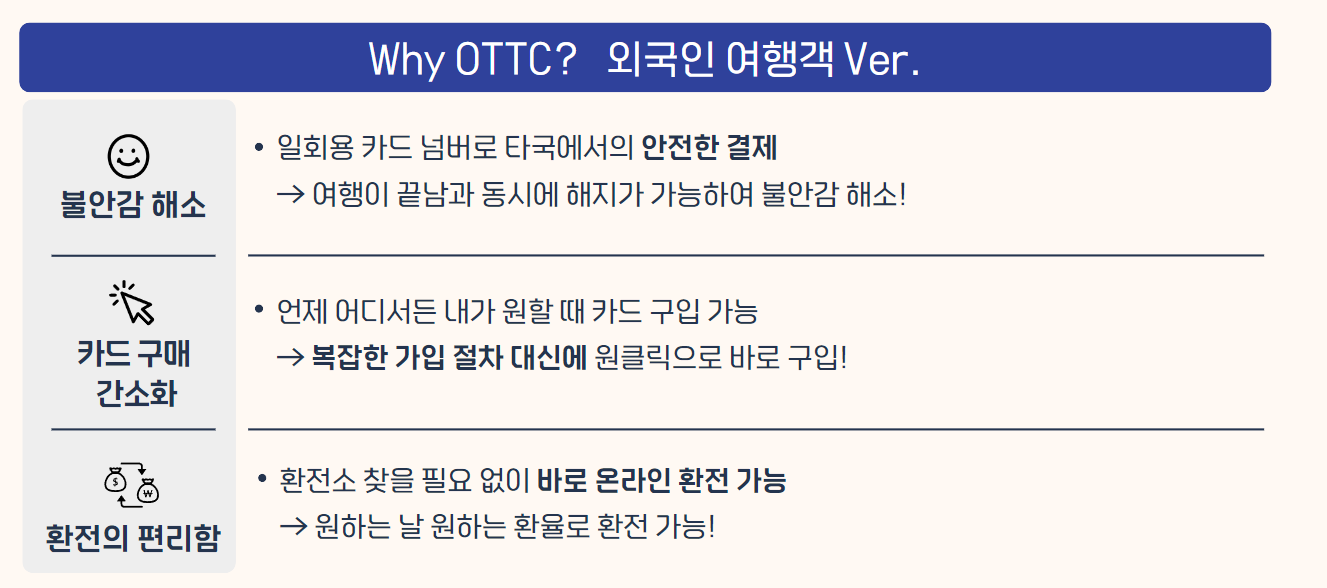 Why OTTC? 외국인 여행객 Ver.
불안감 해소
• 일회용 카드 넘버로 타국에서의 안전한 결제
→ 여행이 끝남과 동시에 해지가 가능하여 불안감 해소!
카드 구매
간소화
• 언제 어디서든 내가 원할 때 카드 구입 가능
→ 복잡한 가입 절차 대신에 원클릭으로 바로 구입!
$
₩
환전의 편리함
• 환전소 찾을 필요 없이 바로 온라인 환전 가능
→ 원하는 날 원하는 환율로 환전 가능!